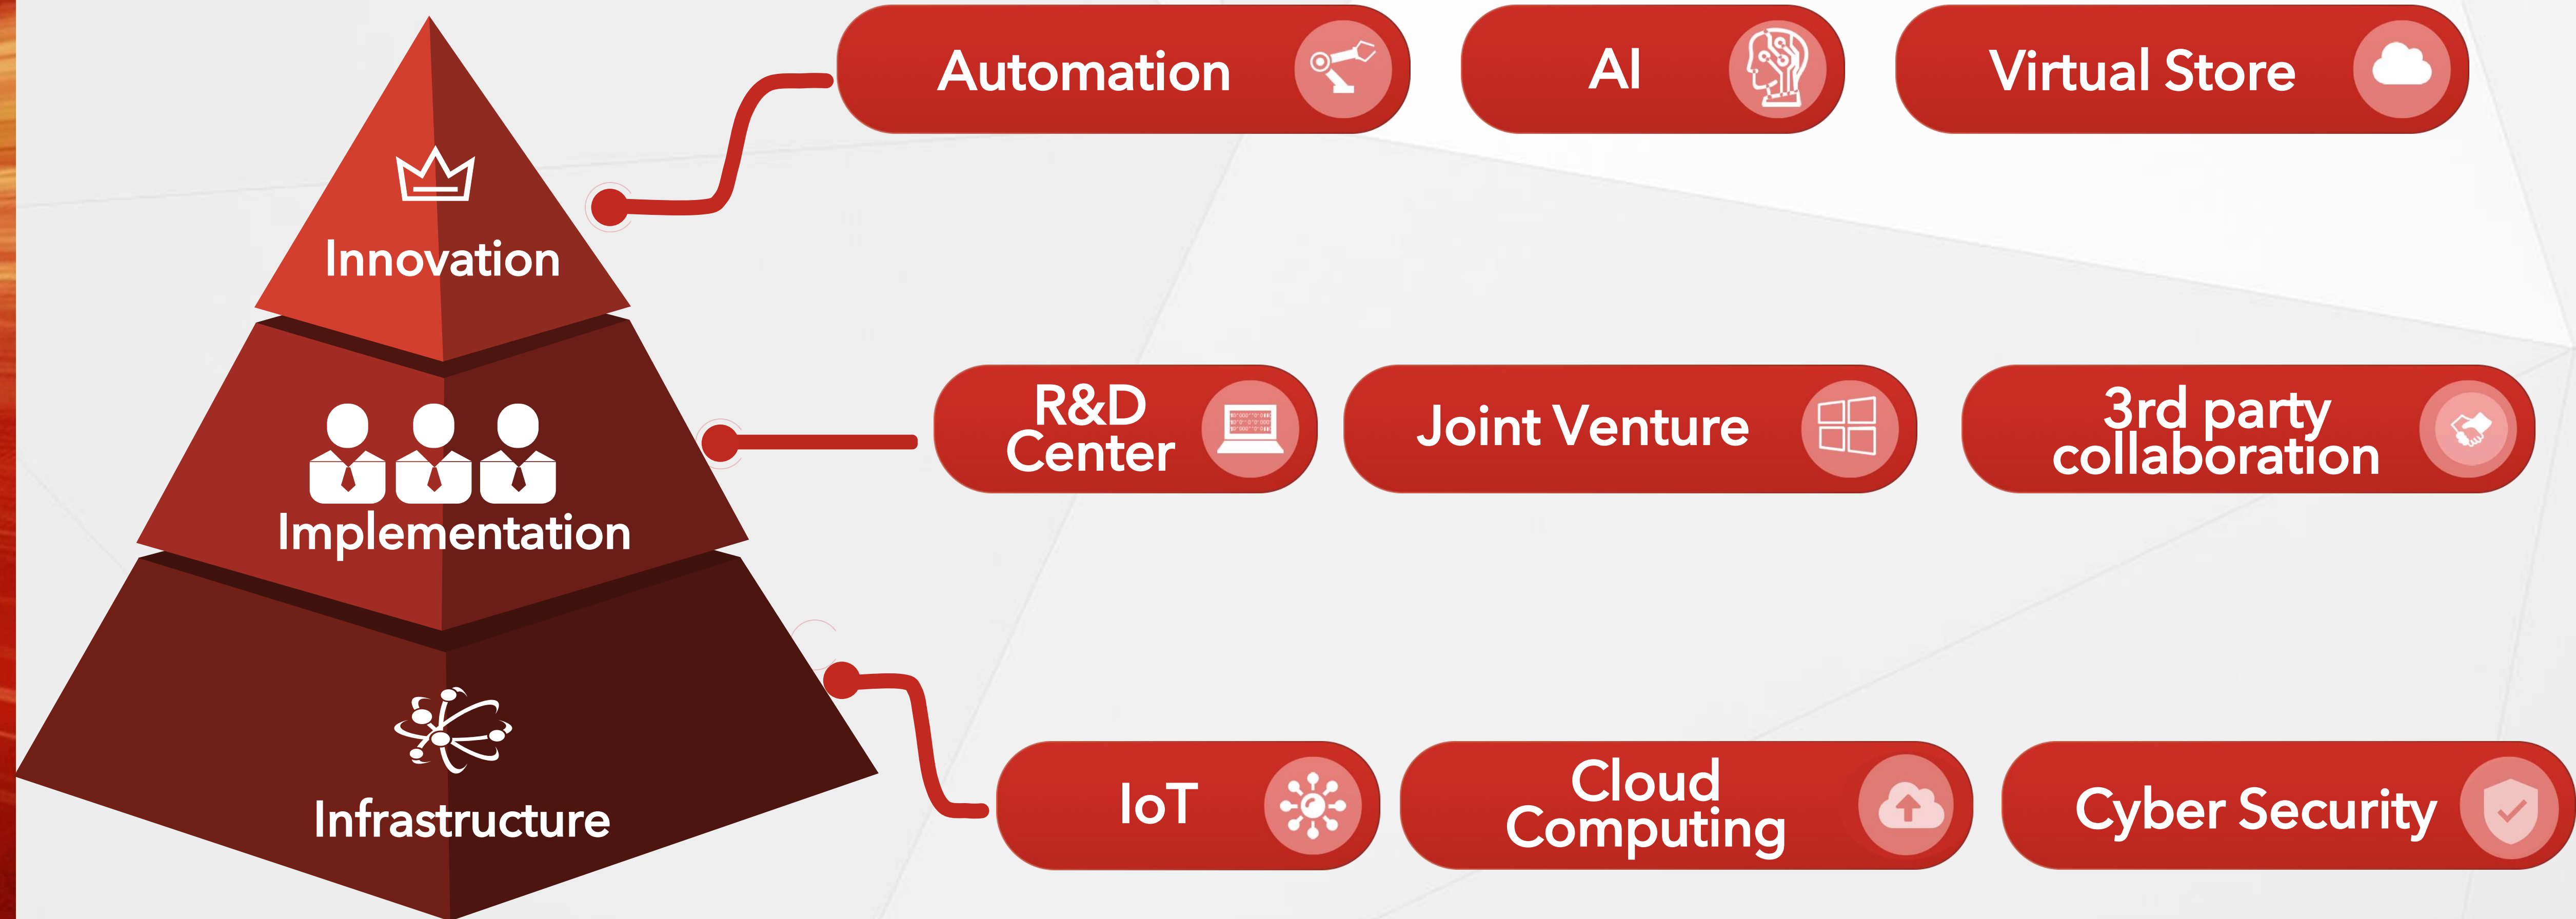 Innovation
Automation
AI
Virtual Store
Implementation
R&D
Center
Joint Venture
3rd party
collaboration
Infrastructure
IoT
Cloud
Computing
Cyber Security